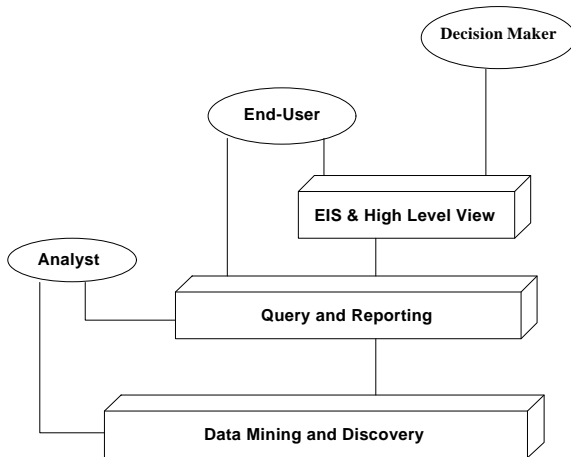 Decision Maker
End-User
EIS & High Level View
Analyst
Query and Reporting
Data Mining and Discovery